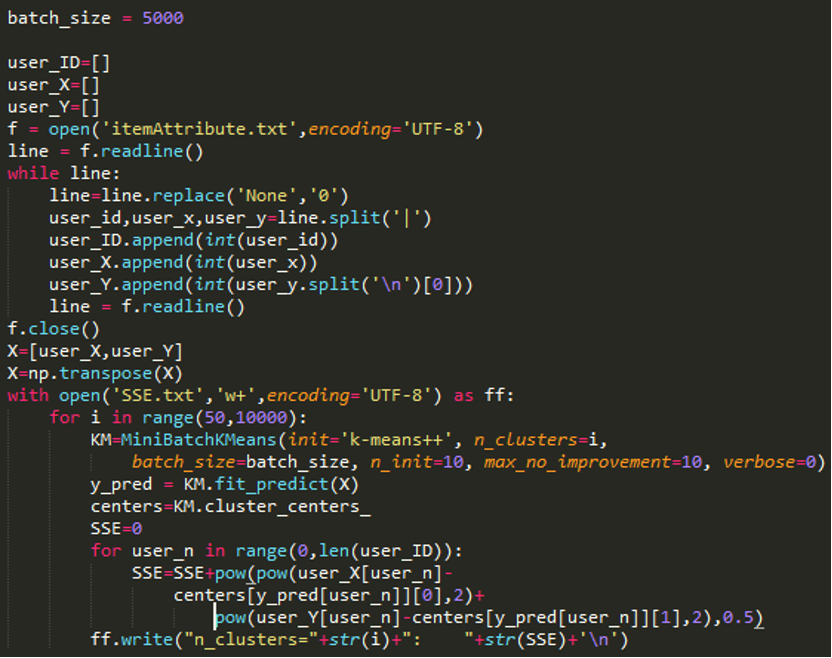 batch_size = 5000
user_ID=[]
user_X=[]
user_Y=[]
f = open('itemAttribute.txt',encoding='UTF-8')
line = f.readline()
while line:
    line=line.replace('None','0')
    user_id,user_x,user_y=line.split('|')
    user_ID.append(int(user_id))
    user_X.append(int(user_x))
    user_Y.append(int(user_y.split('\n')[0]))
    line = f.readline()
f.close()
X=[user_X,user_Y]
X=np.transpose(X)
with open('SSE.txt','w+',encoding='UTF-8') as ff:
    for i in range(50,10000):
        KM=MiniBatchKMeans(init='k-means++', n_clusters=i,
            batch_size=batch_size, n_init=10, max_no_improvement=10, verbose=0)
        y_pred = KM.fit_predict(X)
        centers=KM.cluster_centers_
        SSE=0
        for user_n in range(0,len(user_ID)):
            SSE=SSE+pow(pow(user_X[user_n]-
                centers[y_pred[user_n]][0],2)+
                    pow(user_Y[user_n]-centers[y_pred[user_n]][1],2),0.5)
        ff.write("n_clusters="+str(i)+":    "+str(SSE)+'\n')